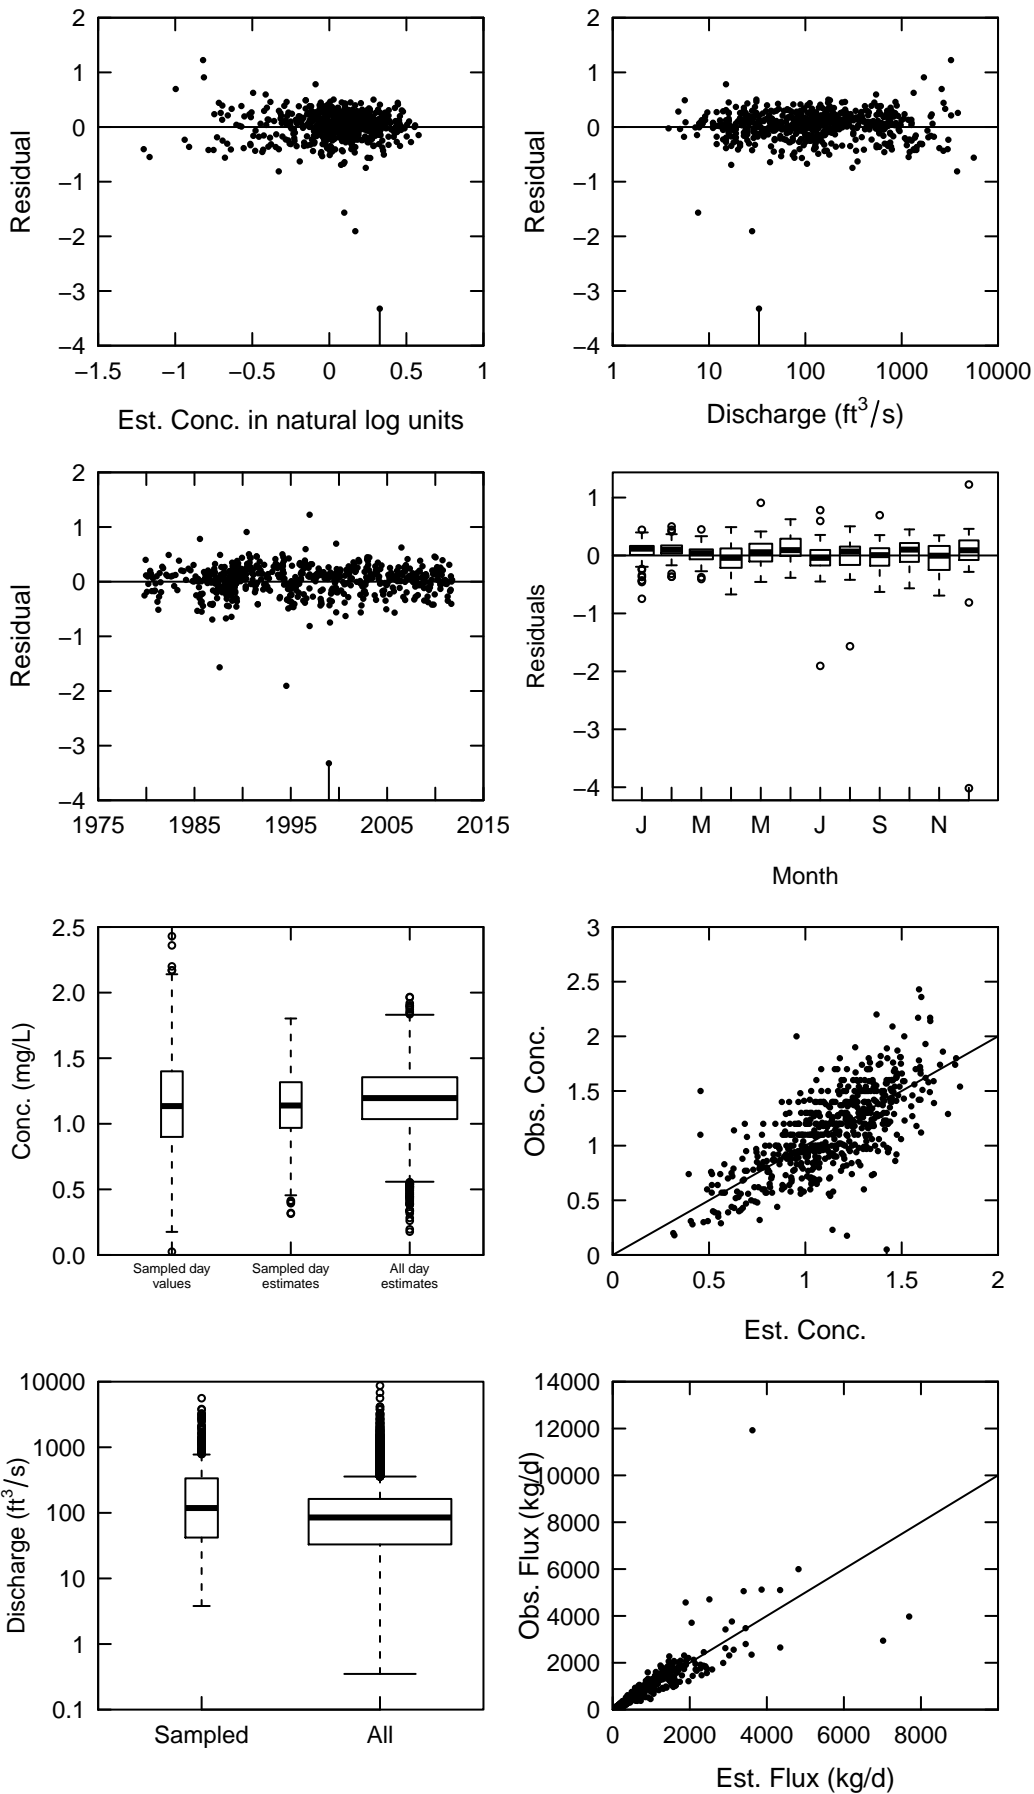 2
1
0
−1
−2
−3
−4
Residual
−1.5 −1 −0.5 0 0.5 1
Est. Conc. in natural log units
2
1
0
−1
−2
−3
−4
Residual
1 10 100 1000 10000
Discharge (ft³/s)
2
1
0
−1
−2
−3
−4
Residual
1975 1985 1995 2005 2015
1
0
−1
−2
−3
−4
Residuals
J M M J S N
Month
2.5
2.0
1.5
1.0
0.5
0.0
Conc. (mg/L)
Sampled day values
Sampled day estimates
All day estimates
3
2.5
2
1.5
1
0.5
0
Obs. Conc.
0 0.5 1 1.5 2
Est. Conc.
10000
1000
100
10
1
0.1
Discharge (ft³/s)
Sampled All
14000
12000
10000
8000
6000
4000
2000
0
Obs. Flux (kg/d)
0 2000 4000 6000 8000
Est. Flux (kg/d)